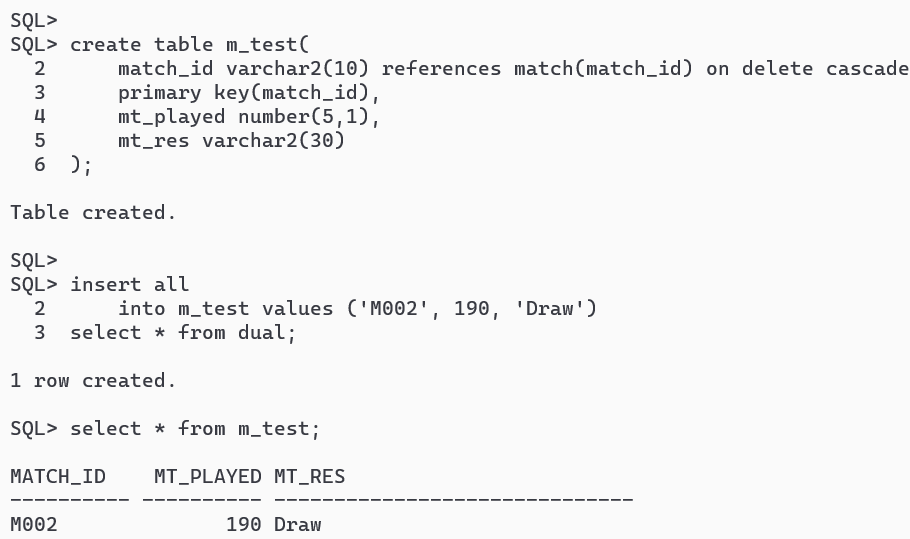 SQL>
SQL> create table m_test(
  2      match_id varchar2(10) references match(match_id) on delete cascade
  3      primary key(match_id),
  4      mt_played number(5,1),
  5      mt_res varchar2(30)
  6  );
Table created.
SQL>
SQL> insert all
  2      into m_test values ('M002', 190, 'Draw')
  3  select * from dual;
1 row created.
SQL> select * from m_test;
MATCH_ID    MT_PLAYED MT_RES
---------- ---------- ------------------------------
M002              190 Draw